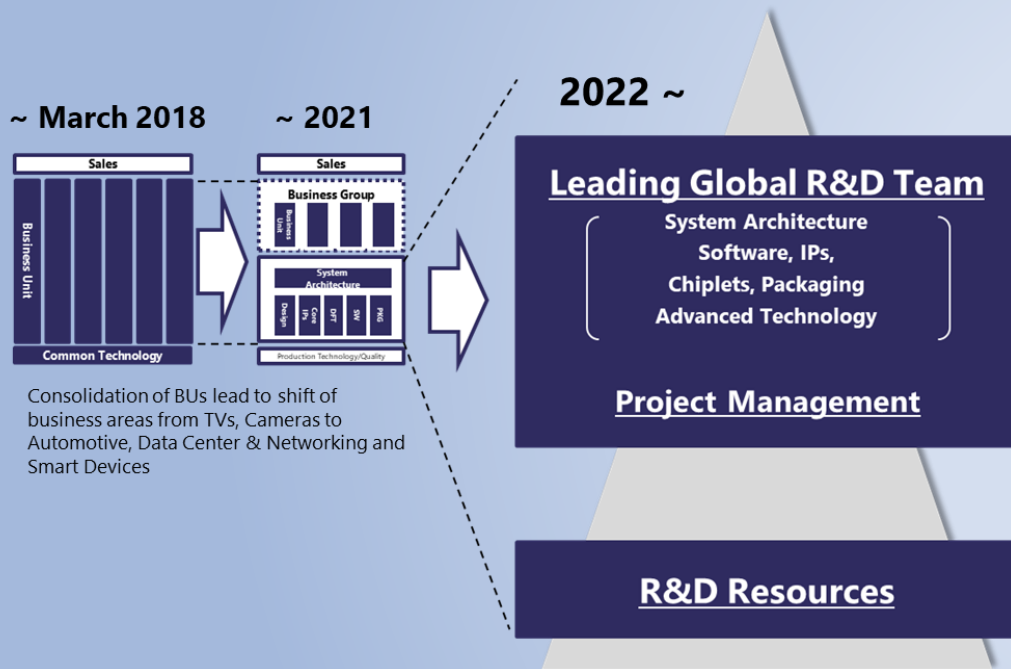 ~ March 2018
Sales
Business Unit
Common Technology
Consolidation of BUs lead to shift of
business areas from TVs, Cameras to
Automotive, Data Center & Networking and
Smart Devices
~ 2021
Sales
Business Group
Business
Unit
System
Architecture
Design
Core
IPs
DFT
SW
PKG
Production Technology/Quality
2022 ~
Leading Global R&D Team
System Architecture
Software, IPs,
Chiplets, Packaging
Advanced Technology
Project Management
R&D Resources